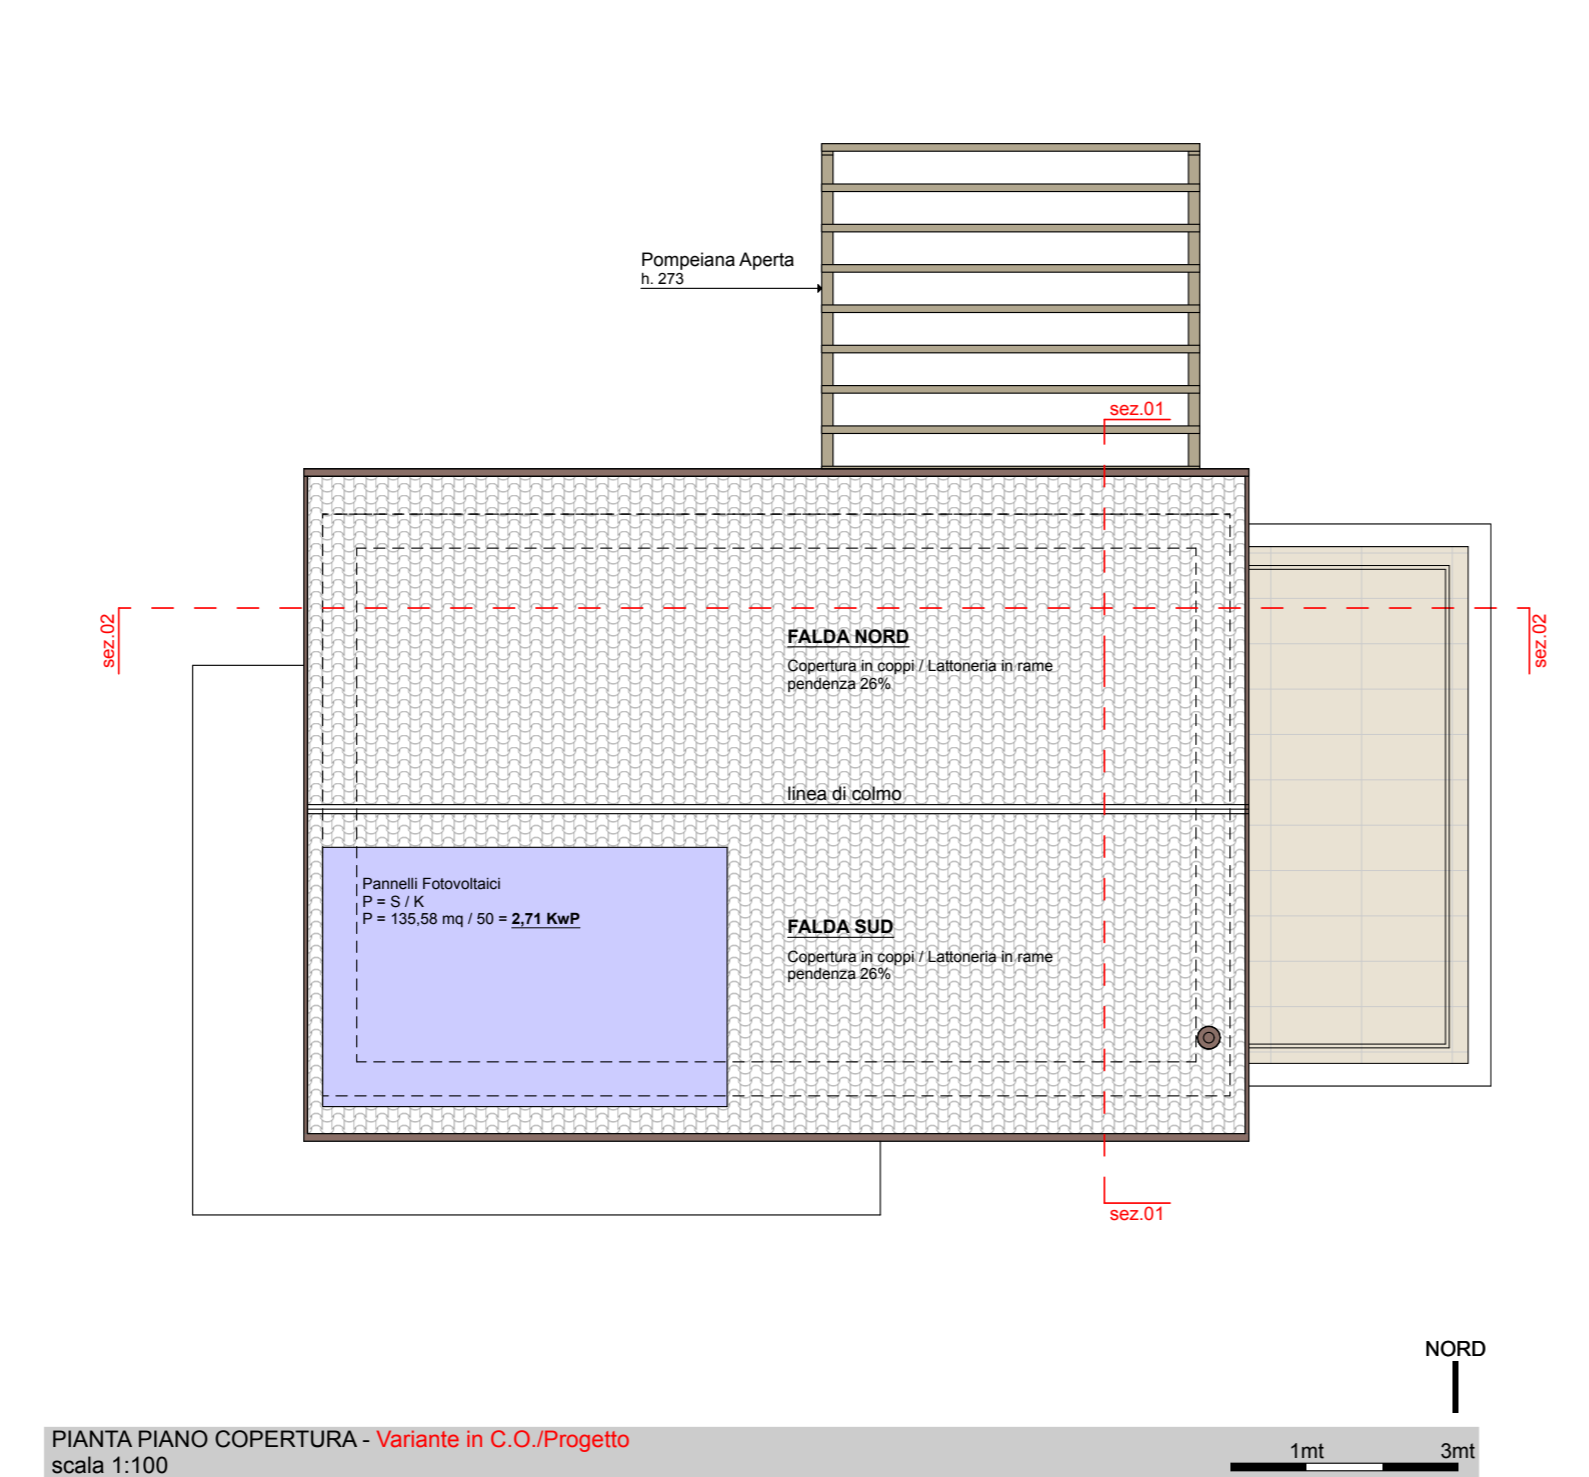 Pompeiana Aperta
h. 273
sez.01
sez.02
sez.02
FALDA NORD
Copertura in coppi / Lattoneria in rame
pendenza 26%
linea di colmo
Pannelli Fotovoltaici
P = S / K
P = 135,58 mq / 50 = 2,71 KwP
FALDA SUD
Copertura in coppi / Lattoneria in rame
pendenza 26%
sez.01
NORD
PIANTA PIANO COPERTURA - Variante in C.O./Progetto
scala 1:100
1mt 3mt